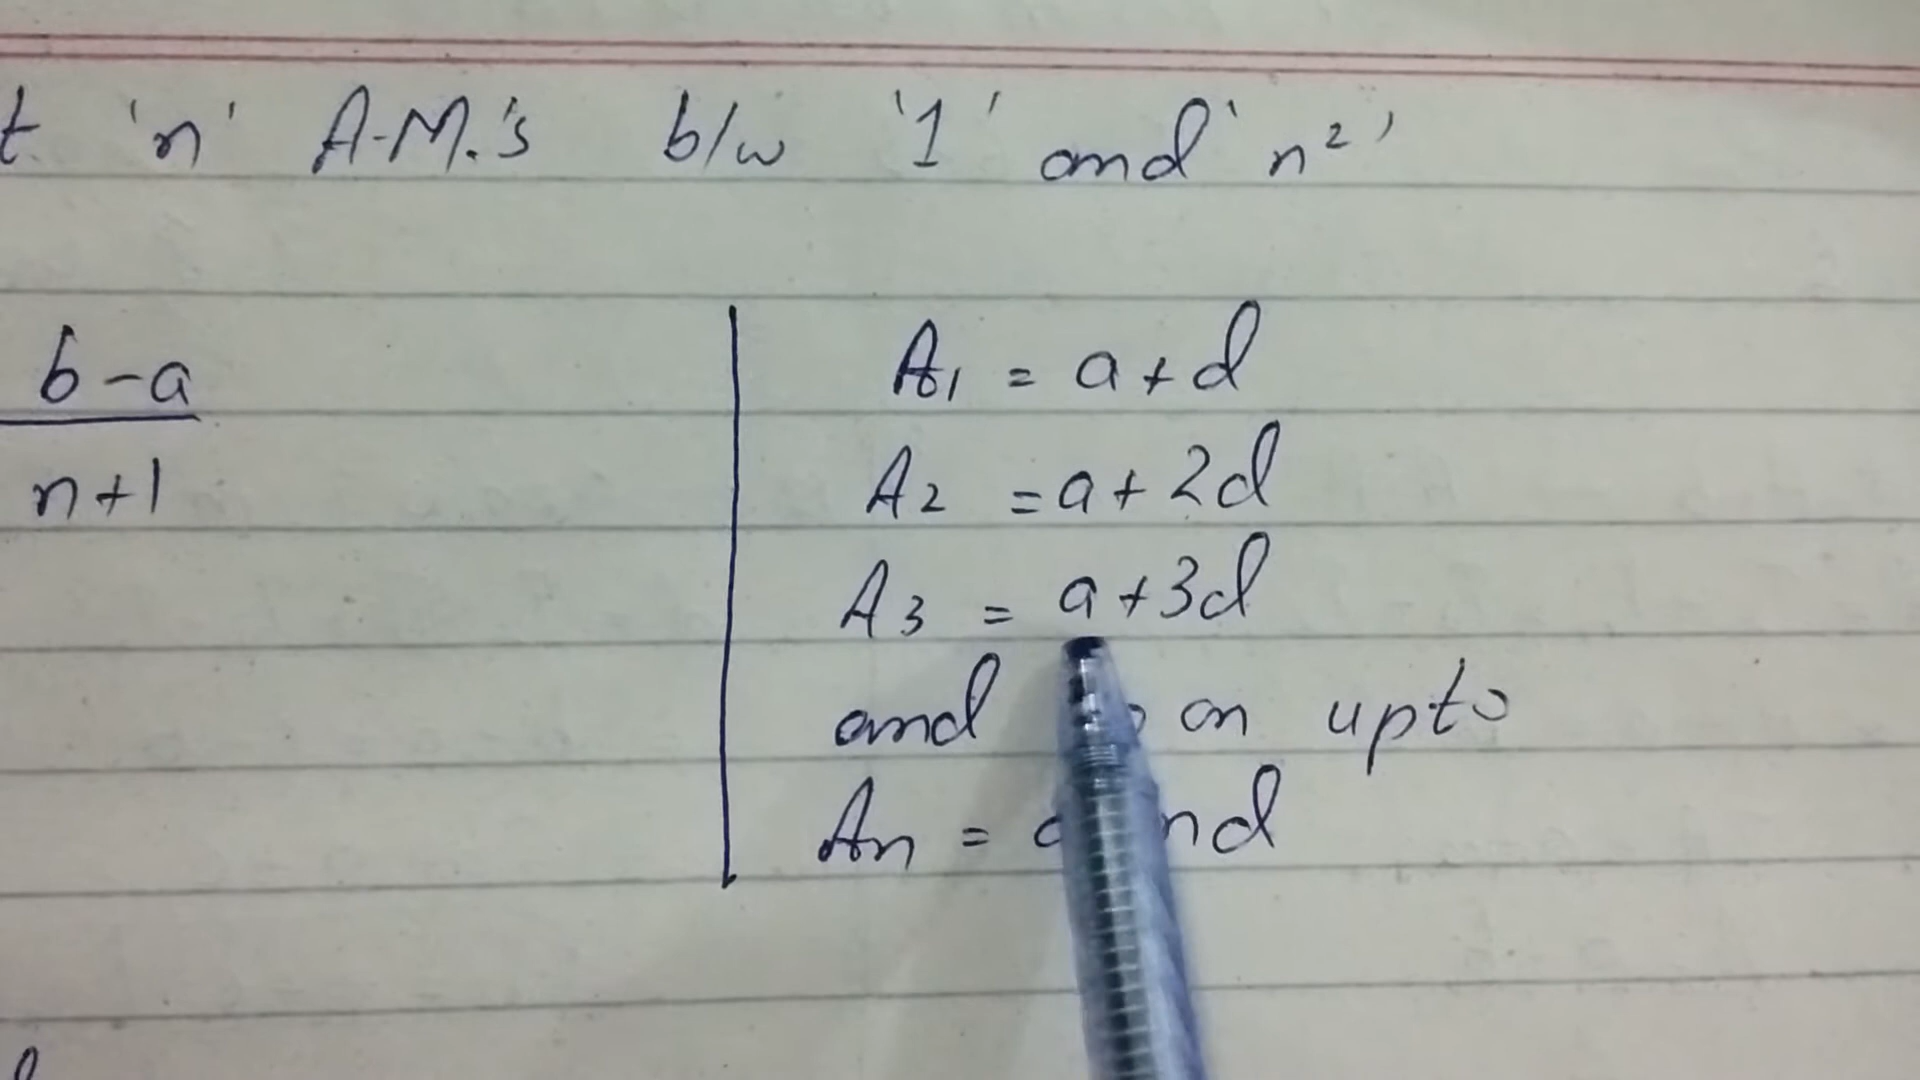 'n' A.M.'s b/w '1' and 'n²'
b-a
n+1
A1 = a+d
A2 = a+2d
A3 = a+3d
and on upto
An = nd